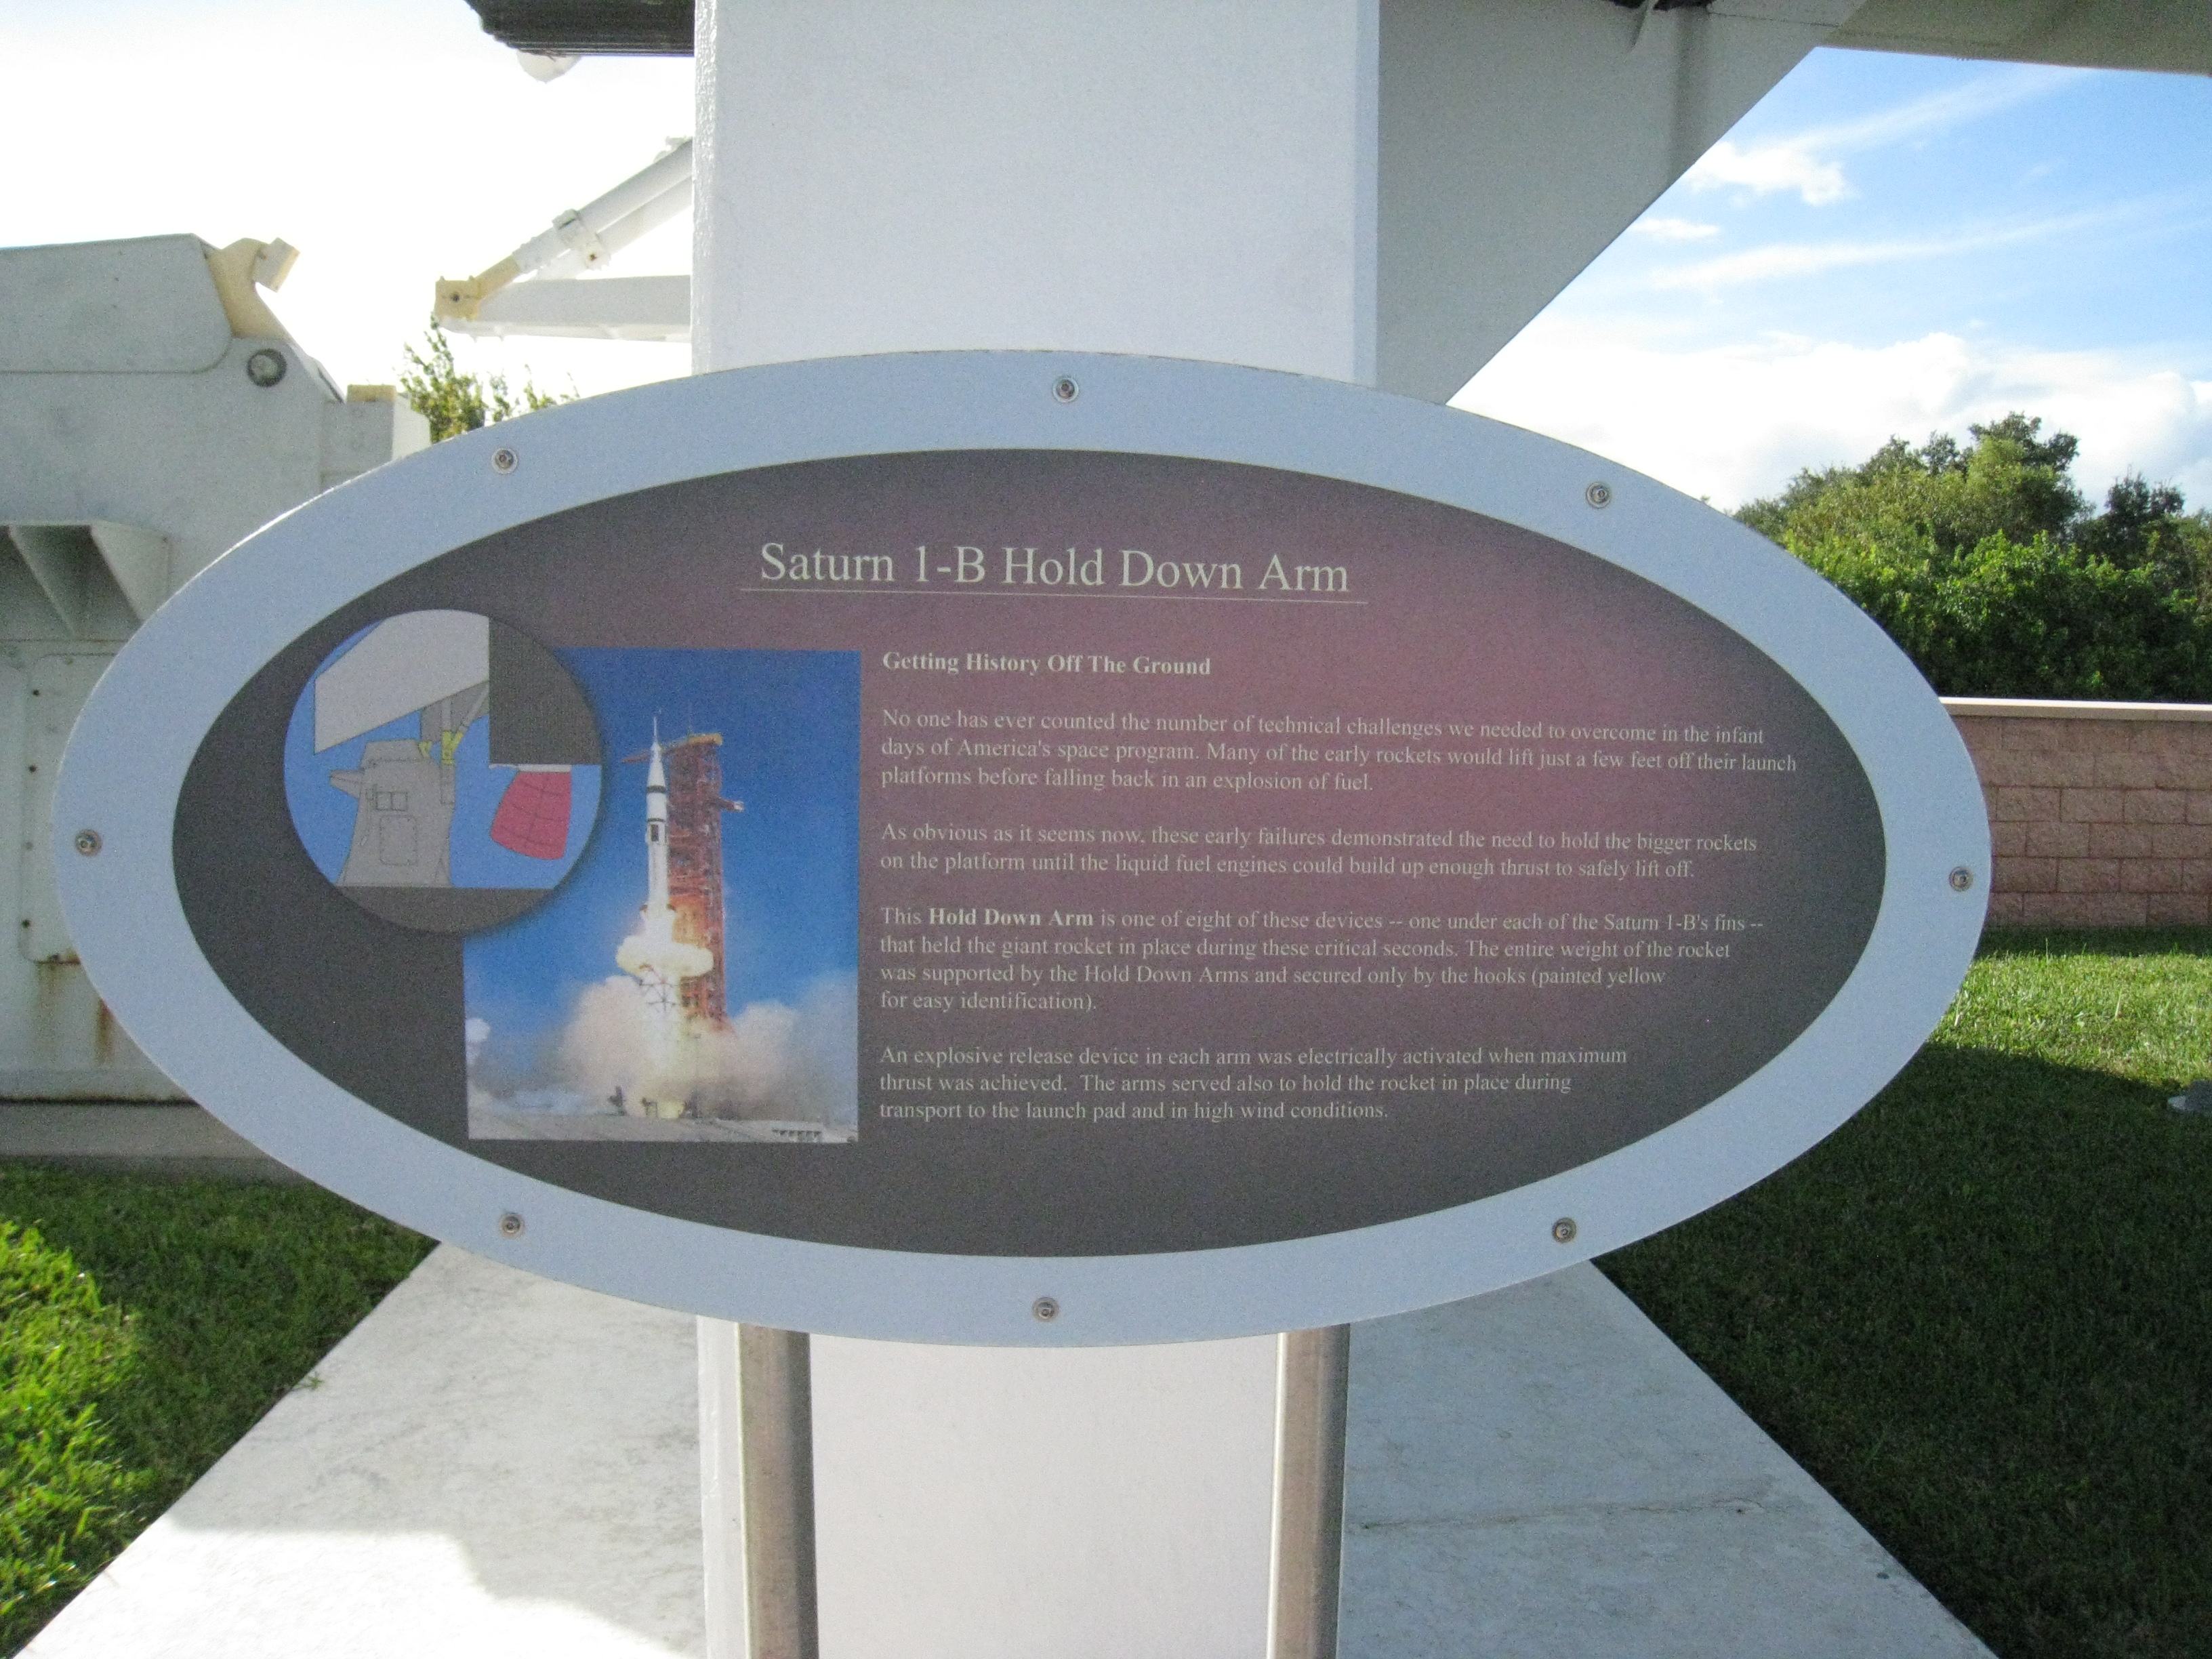 Saturn 1-B Hold Down Arm
Getting History Off The Ground
No one has ever counted the number of technical challenges we needed to overcome in the infant
days of America's space program. Many of the early rockets would lift just a few feet off their launch
platforms before falling back in an explosion of fuel.
As obvious as it seems now, these early failures demonstrated the need to hold the bigger rockets
on the platform until the liquid fuel engines could build up enough thrust to safely lift off.
This Hold Down Arm is one of eight of these devices -- one under each of the Saturn 1-B's fins --
that held the giant rocket in place during these critical seconds. The entire weight of the rocket
was supported by the Hold Down Arms and secured only by the hooks (painted yellow
for easy identification).
An explosive release device in each arm was electrically activated when maximum
thrust was achieved. The arms served also to hold the rocket in place during
transport to the launch pad and in high wind conditions.